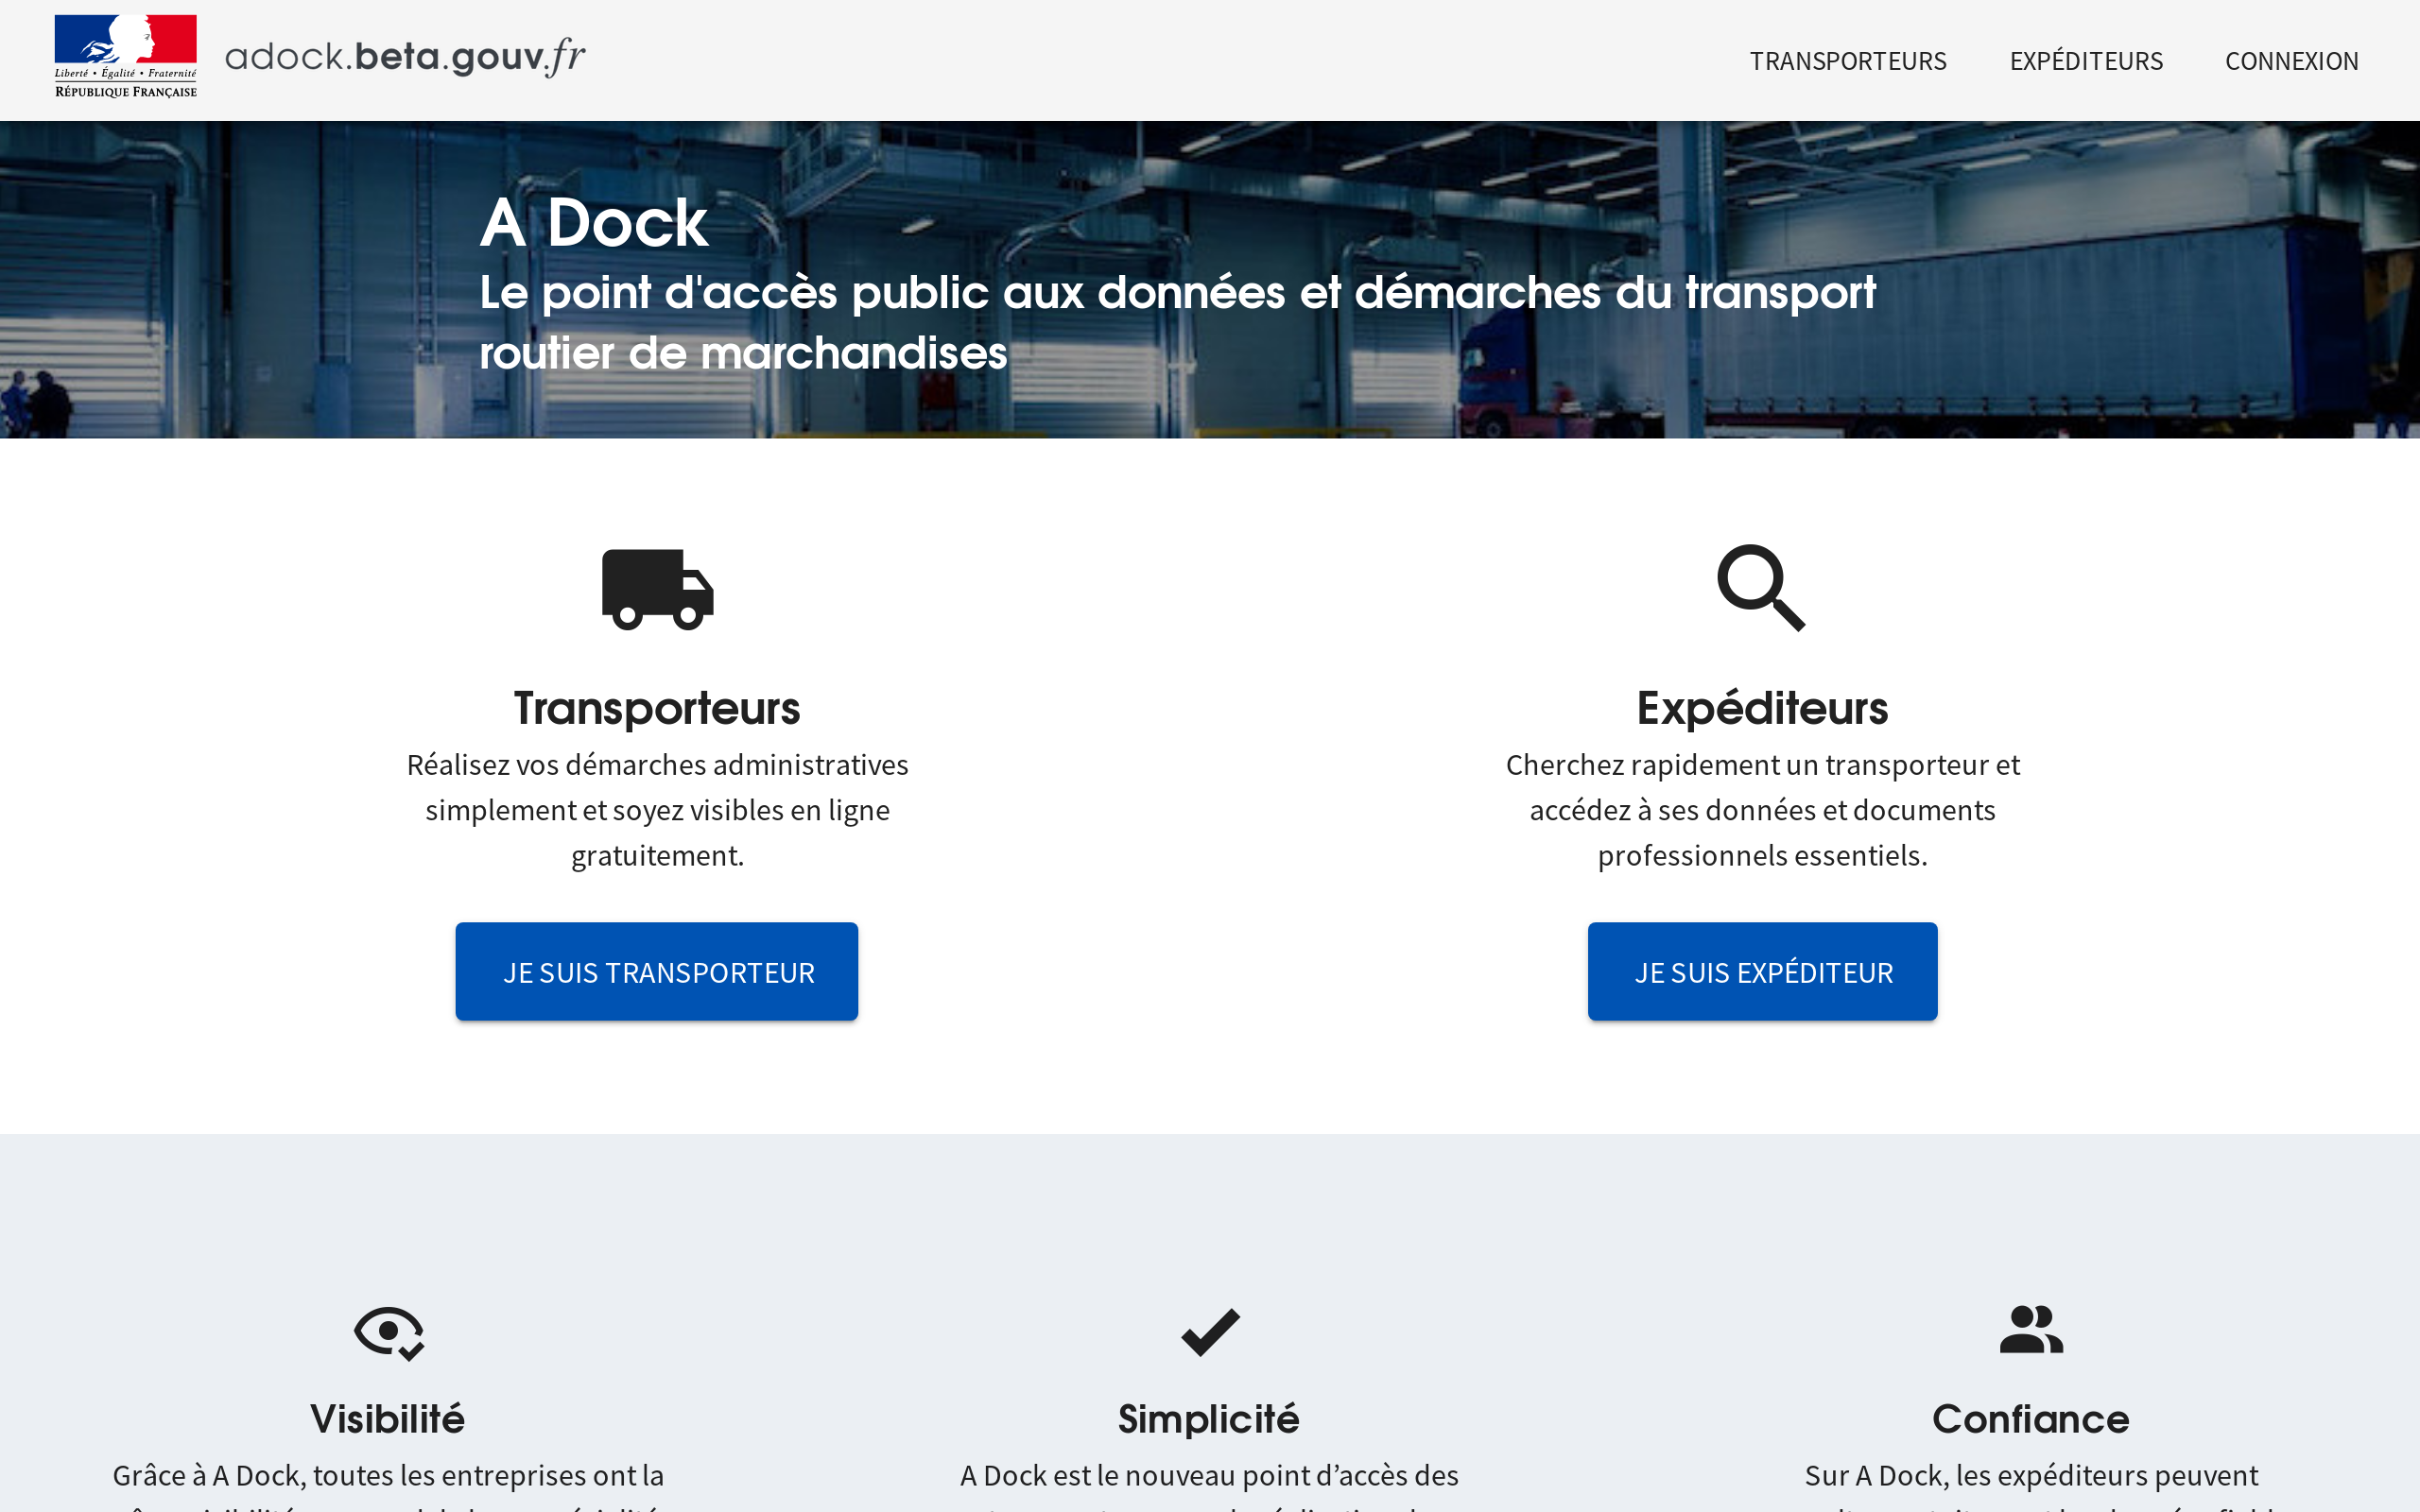 Liberté • Égalité • Fraternité
RÉPUBLIQUE FRANÇAISE
adock.beta.gouv.fr
TRANSPORTEURS
EXPÉDITEURS
CONNEXION
A Dock
Le point d'accès public aux données et démarches du transport
routier de marchandises
Transporteurs
Réalisez vos démarches administratives
simplement et soyez visibles en ligne
gratuitement.
JE SUIS TRANSPORTEUR
Expéditeurs
Cherchez rapidement un transporteur et
accédez à ses données et documents
professionnels essentiels.
JE SUIS EXPÉDITEUR
Visibilité
Grâce à A Dock, toutes les entreprises ont la
Simplicité
A Dock est le nouveau point d’accès des
Confiance
Sur A Dock, les expéditeurs peuvent